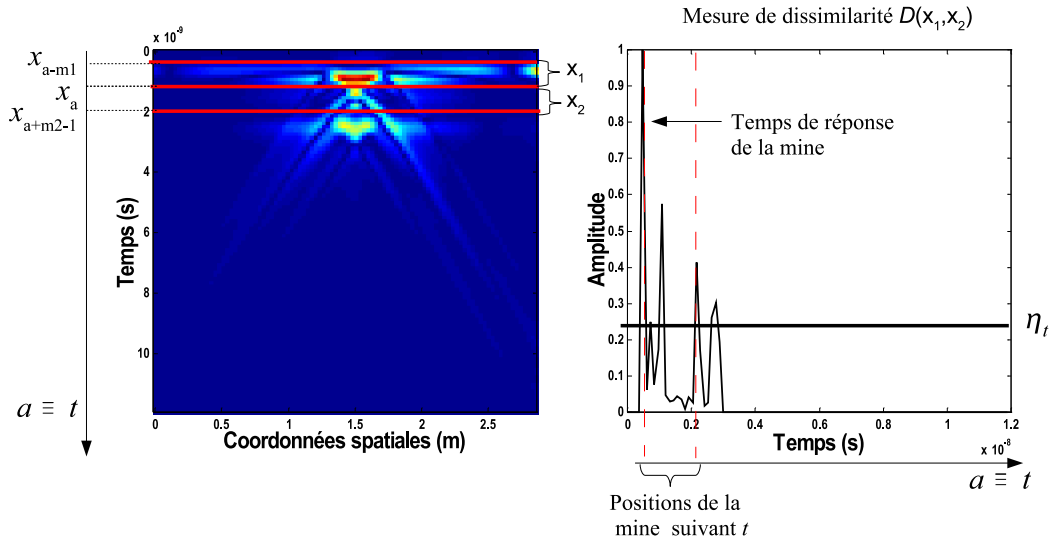 Mesure de dissimilarité D(x₁,x₂)
x 10⁻⁹
0
2
4
6
8
10
Temps (s)
0
1
1.5
2
2.5
Coordonnées spatiales (m)
x a-m1
x a
x a+m2-1
x₁
x₂
a ≡ t
1
0.9
0.8
0.7
0.6
0.5
0.4
0.3
0.2
0.1
0
Amplitude
Temps de réponse
de la mine
η t
0
0.2
0.4
0.6
0.8
1
1.2
Temps (s)
x 10⁻⁸
a ≡ t
Positions de la
mine suivant t